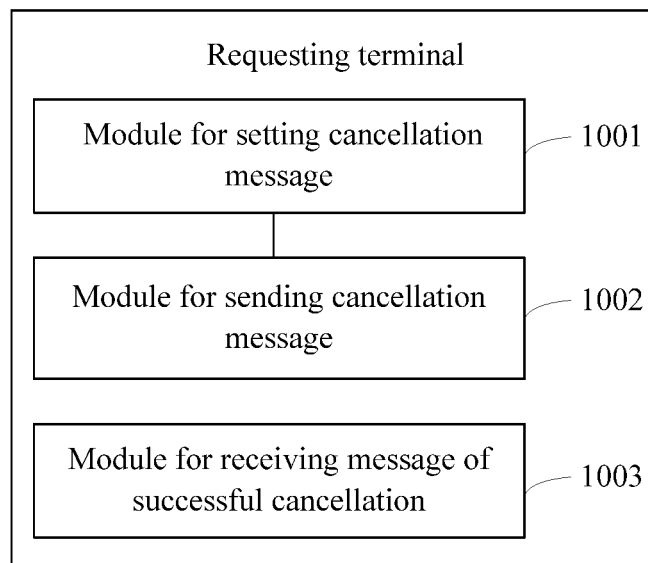 Requesting terminal
Module for setting cancellation
message
1001
Module for sending cancellation
message
1002
Module for receiving message of
successful cancellation
1003